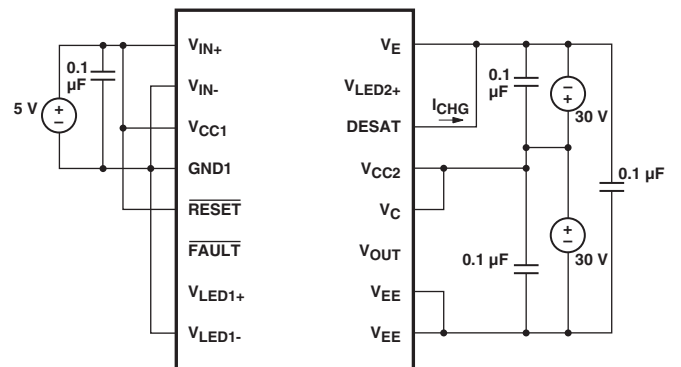 V_IN+
V_E
0.1 µF
V_IN-
V_LED2+
0.1 µF
5 V
I_CHG
30 V
V_CC1
DESAT
GND1
V_CC2
0.1 µF
RESET
V_C
FAULT
V_OUT
0.1 µF
30 V
V_LED1+
V_EE
V_LED1-
V_EE